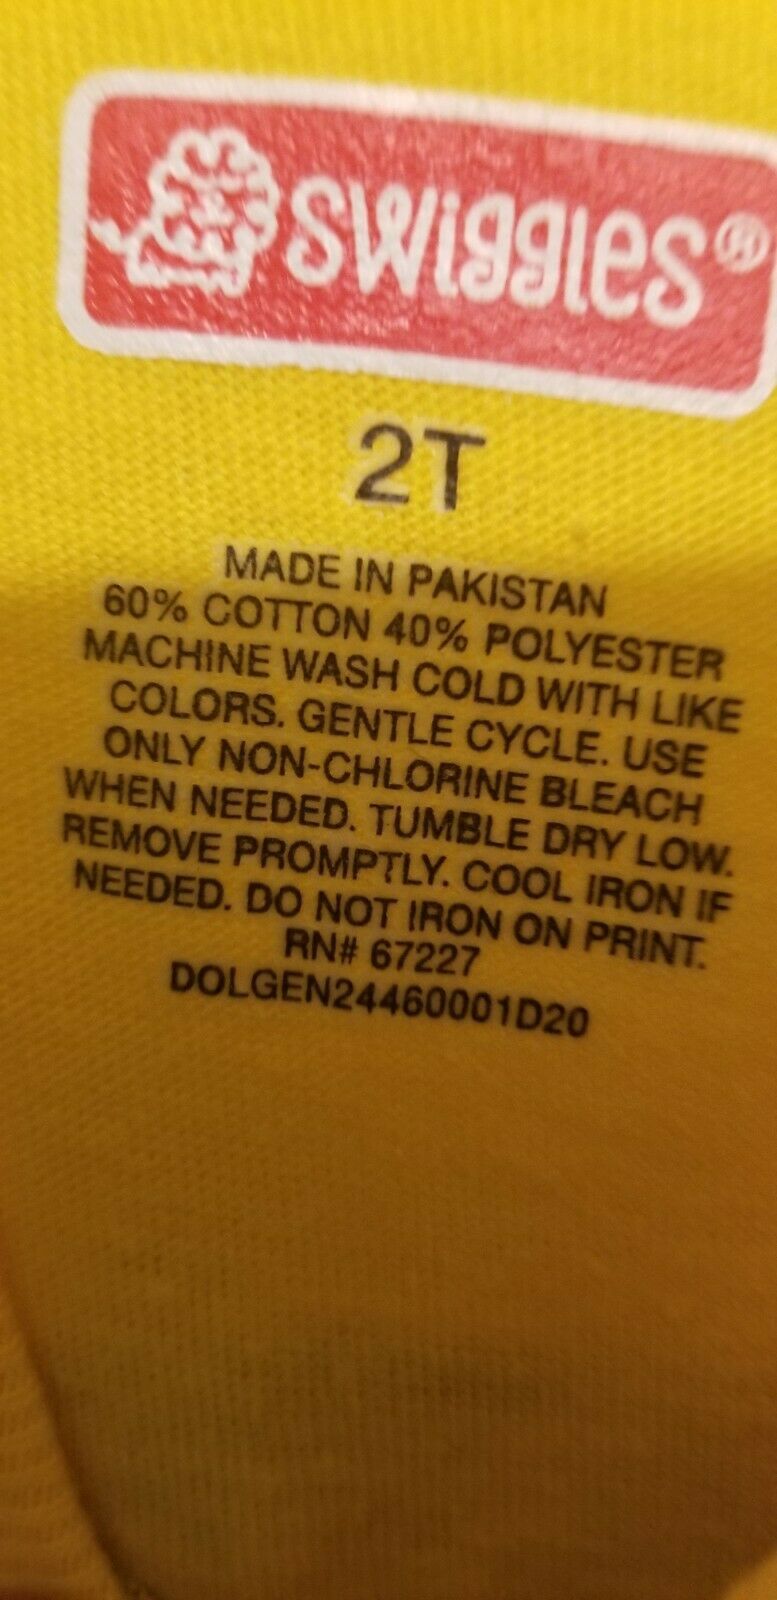 SWiggles®
2T
MADE IN PAKISTAN
60% COTTON 40% POLYESTER
MACHINE WASH COLD WITH LIKE
COLORS. GENTLE CYCLE. USE
ONLY NON-CHLORINE BLEACH
WHEN NEEDED. TUMBLE DRY LOW.
REMOVE PROMPTLY. COOL IRON IF
NEEDED. DO NOT IRON ON PRINT.
RN# 67227
DOLGEN24460001D20